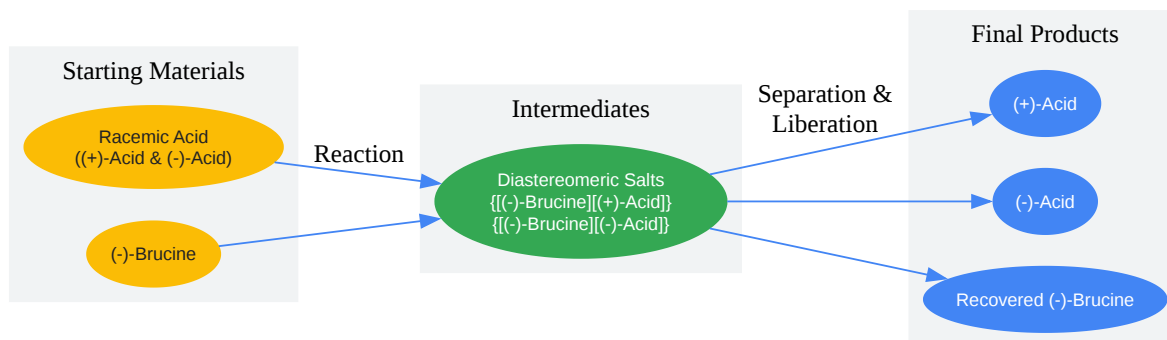 Starting Materials
Racemic Acid
((+)-Acid & (-)-Acid)
(-)-Brucine
Reaction
Intermediates
Diastereomeric Salts
{[(-)-Brucine][(+)-Acid]}
{[(-)-Brucine][(-)-Acid]}
Separation &
Liberation
Final Products
(+)-Acid
(-)-Acid
Recovered (-)-Brucine